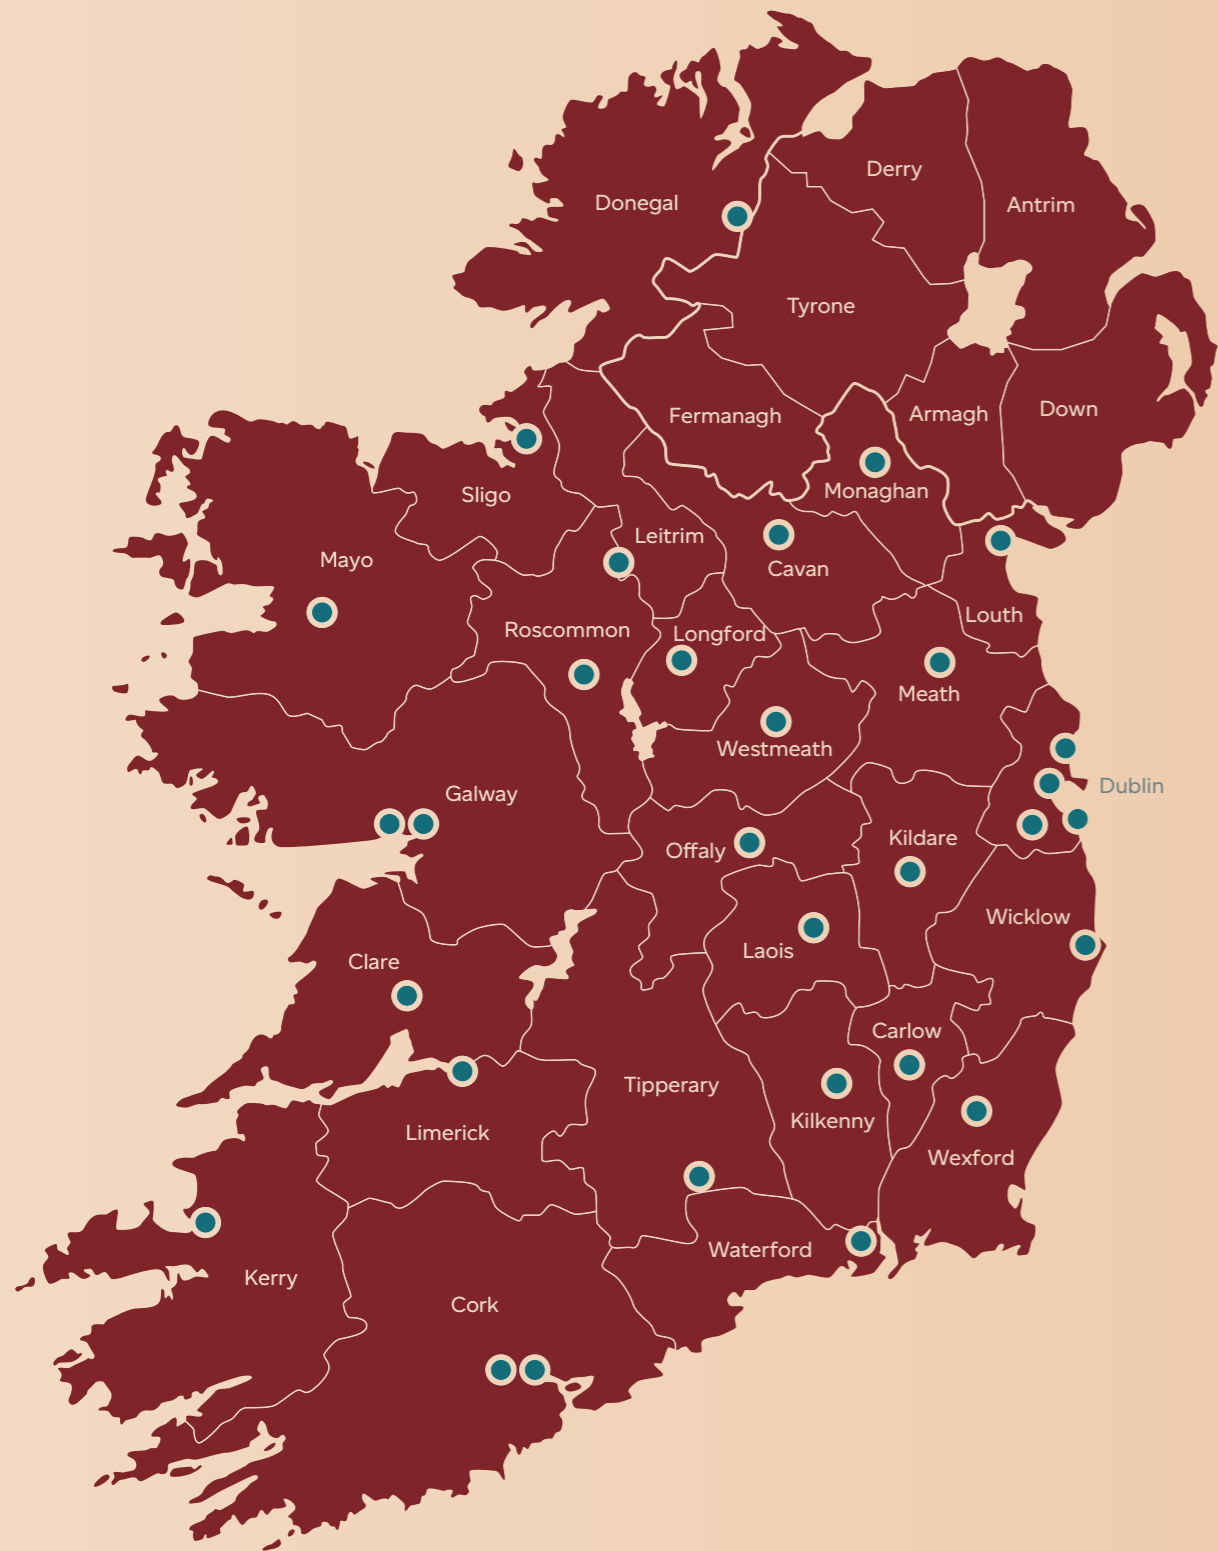 Derry
Donegal
Antrim
Tyrone
Fermanagh
Armagh
Down
Sligo
Monaghan
Leitrim
Mayo
Cavan
Louth
Roscommon
Longford
Meath
Westmeath
Dublin
Galway
Kildare
Offaly
Wicklow
Laois
Clare
Carlow
Tipperary
Kilkenny
Limerick
Wexford
Waterford
Kerry
Cork